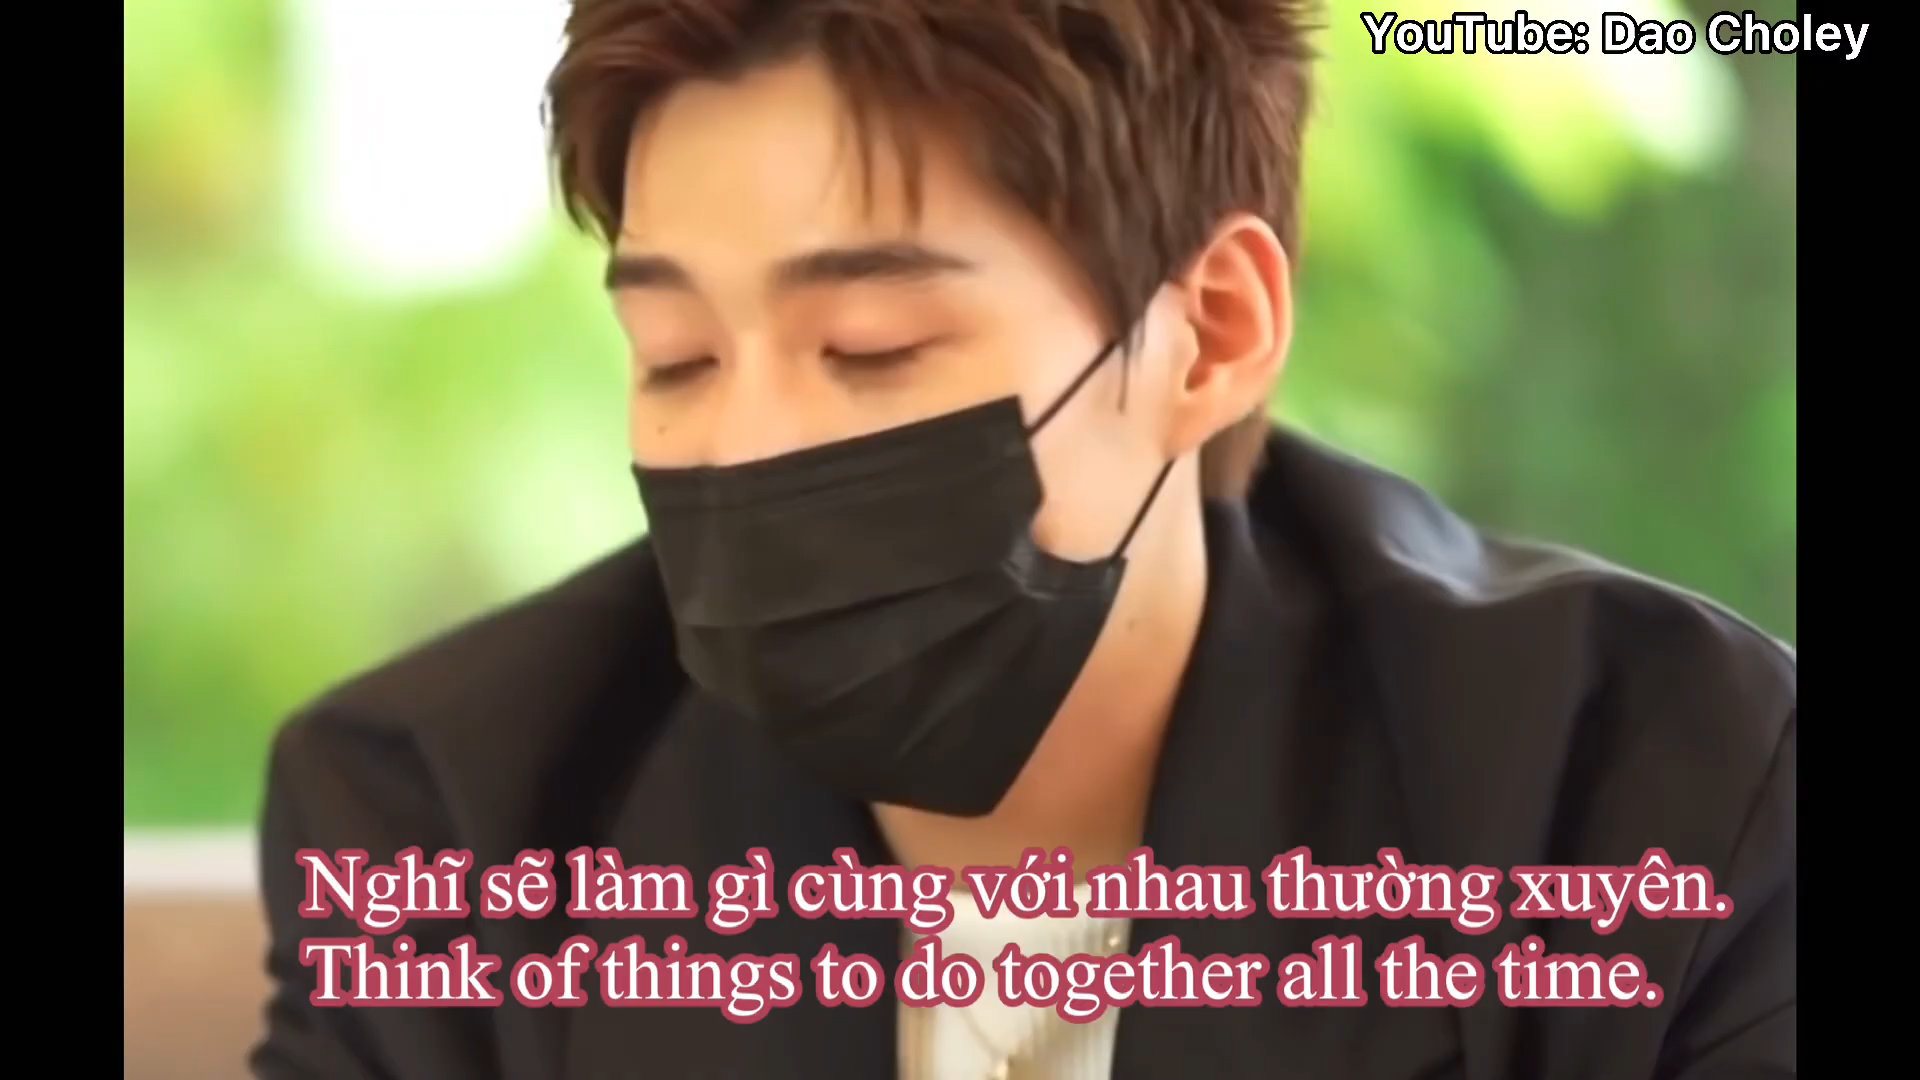 YouTube: Dao Choley
Nghĩ sẽ làm gì cùng với nhau thường xuyên.
Think of things to do together all the time.